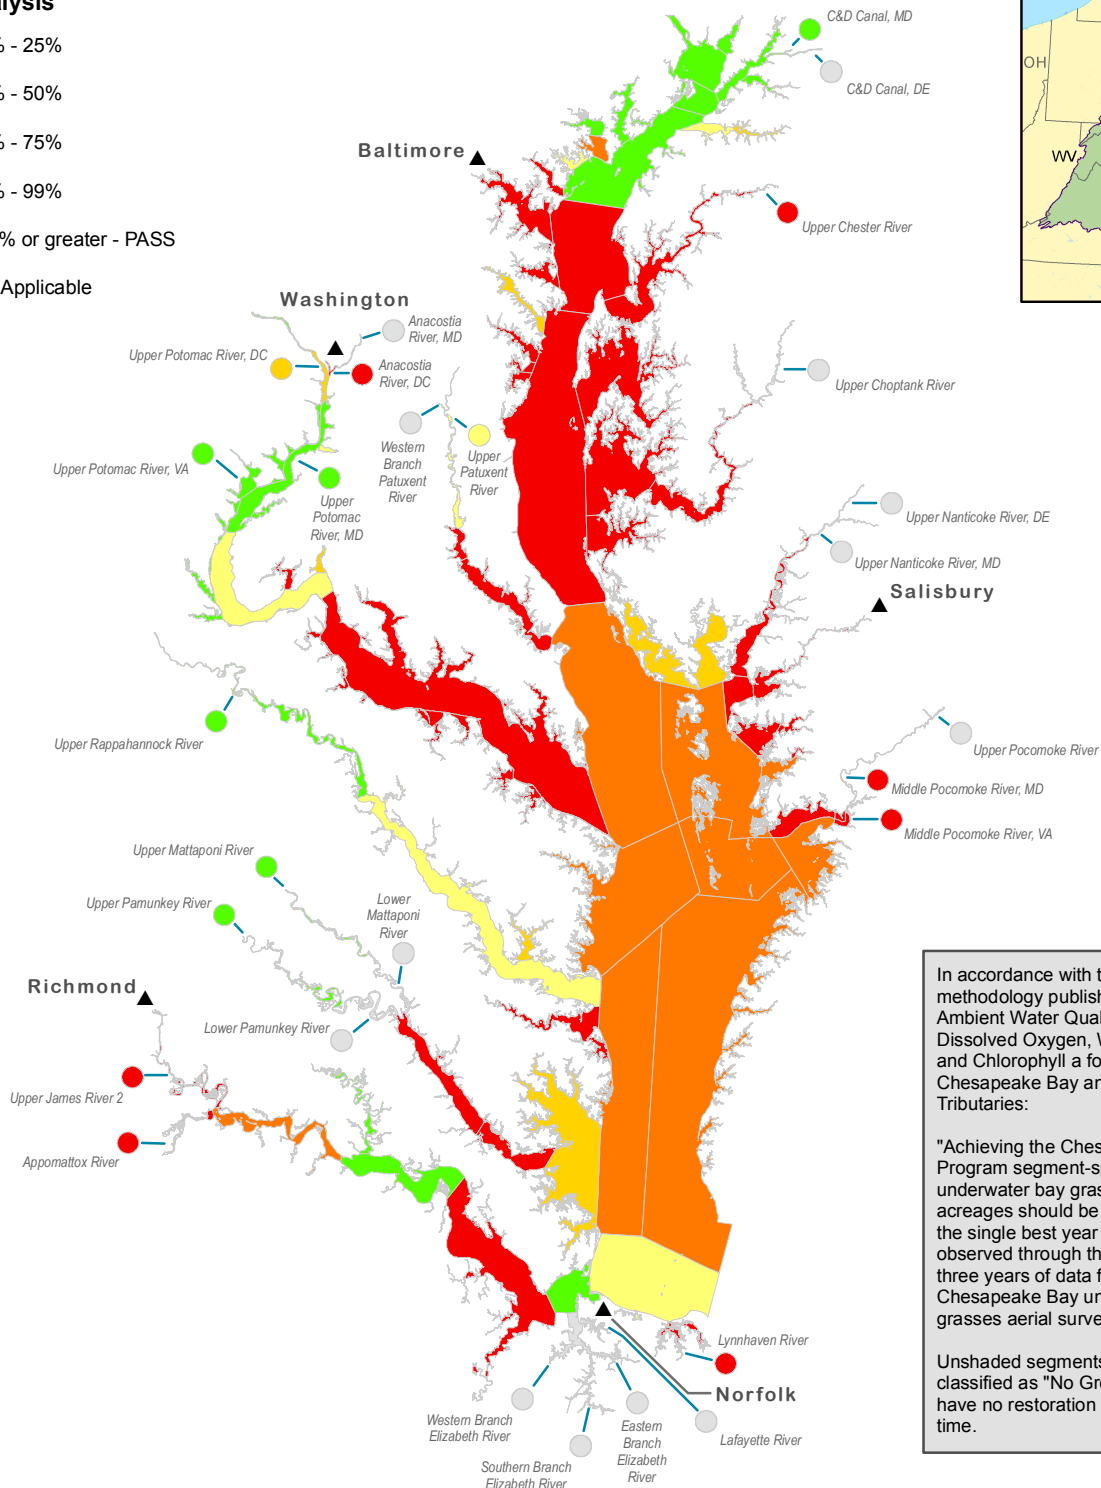 % - 25%
% - 50%
% - 75%
% - 99%
% or greater - PASS
Applicable
C&D Canal, MD
C&D Canal, DE
OH
WV
Baltimore
Upper Chester River
Washington
Anacostia
River, MD
Upper Potomac River, DC
Anacostia
River, DC
Upper Choptank River
Western
Branch
Patuxent
River
Upper
Patuxent
River
Upper Potomac River, VA
Upper
Potomac
River, MD
Upper Nanticoke River, DE
Upper Nanticoke River, MD
Salisbury
Upper Rappahannock River
Upper Pocomoke River
Middle Pocomoke River, MD
Middle Pocomoke River, VA
Upper Mattaponi River
Upper Pamunkey River
Lower
Mattaponi
River
Richmond
Lower Pamunkey River
Upper James River 2
Appomattox River
In accordance with
methodology publish
Ambient Water Qual
Dissolved Oxygen,
and Chlorophyll a fo
Chesapeake Bay an
Tributaries:
"Achieving the Ches
Program segment-s
underwater bay gras
acreages should be
the single best year
observed through th
three years of data f
Chesapeake Bay un
grasses aerial surve
Unshaded segments
classified as "No Gr
have no restoration
time.
Lynnhaven River
Norfolk
Western Branch
Elizabeth River
Eastern
Branch
Elizabeth
River
Lafayette River
Southern Branch
Elizabeth River